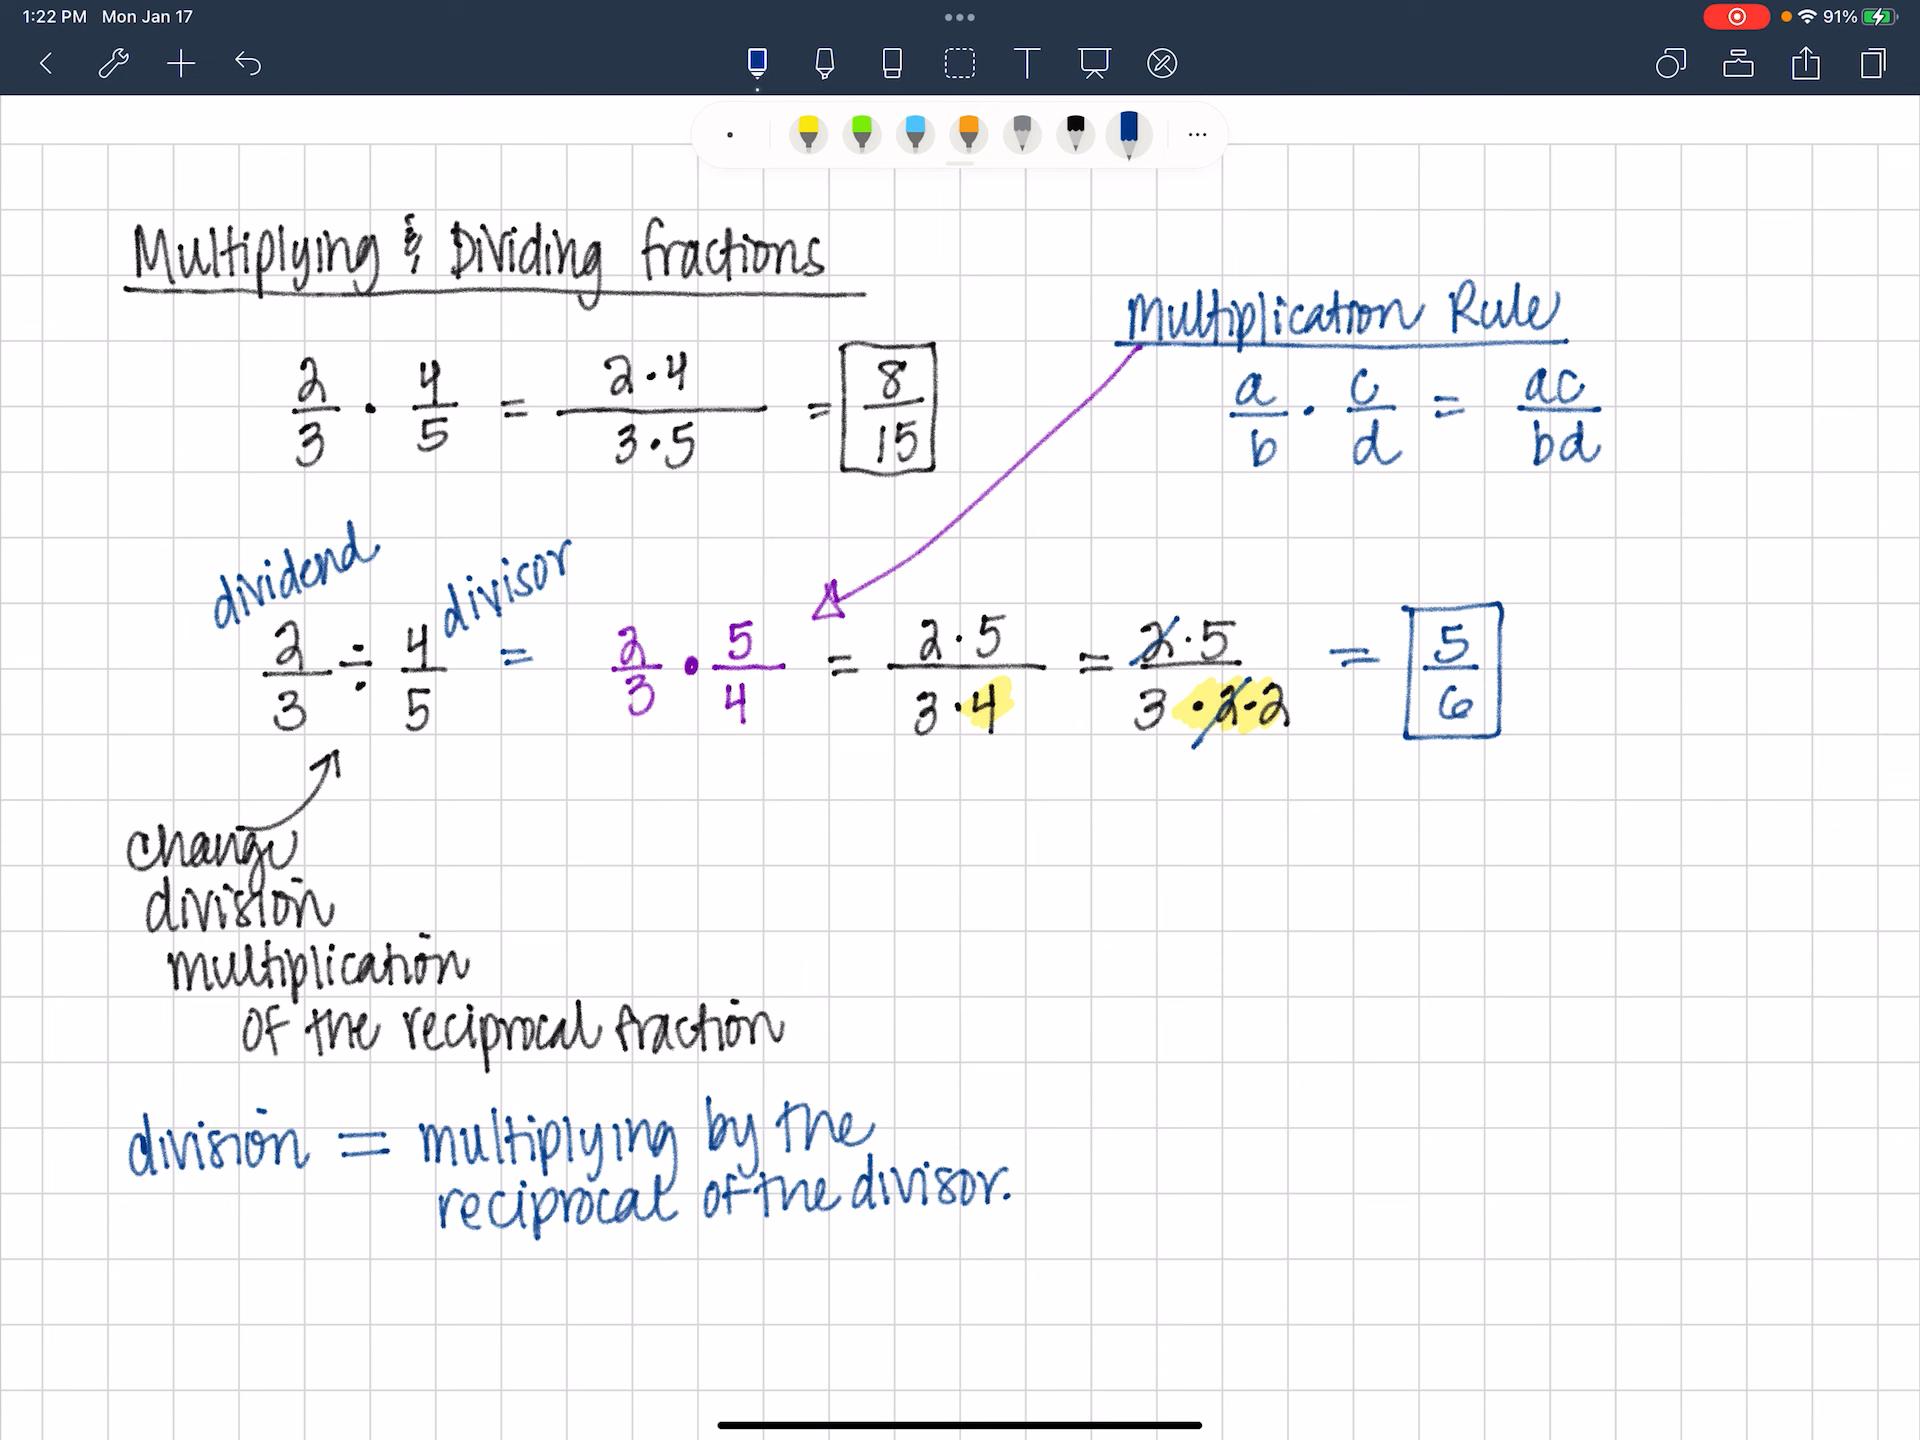 1:22 PM Mon Jan 17
91%
Multiplying & Dividing fractions
Multiplication Rule
2/3 · 4/5 = 2·4/3·5 = 8/15
a/b · c/d = ac/bd
dividend
divisor
2/3 ÷ 4/5 = 2/3 · 5/4 = 2·5/3·4 = 2·5/3·2·2 = 5/6
change
division
multiplication
of the reciprocal fraction
division = multiplying by the
reciprocal of the divisor.